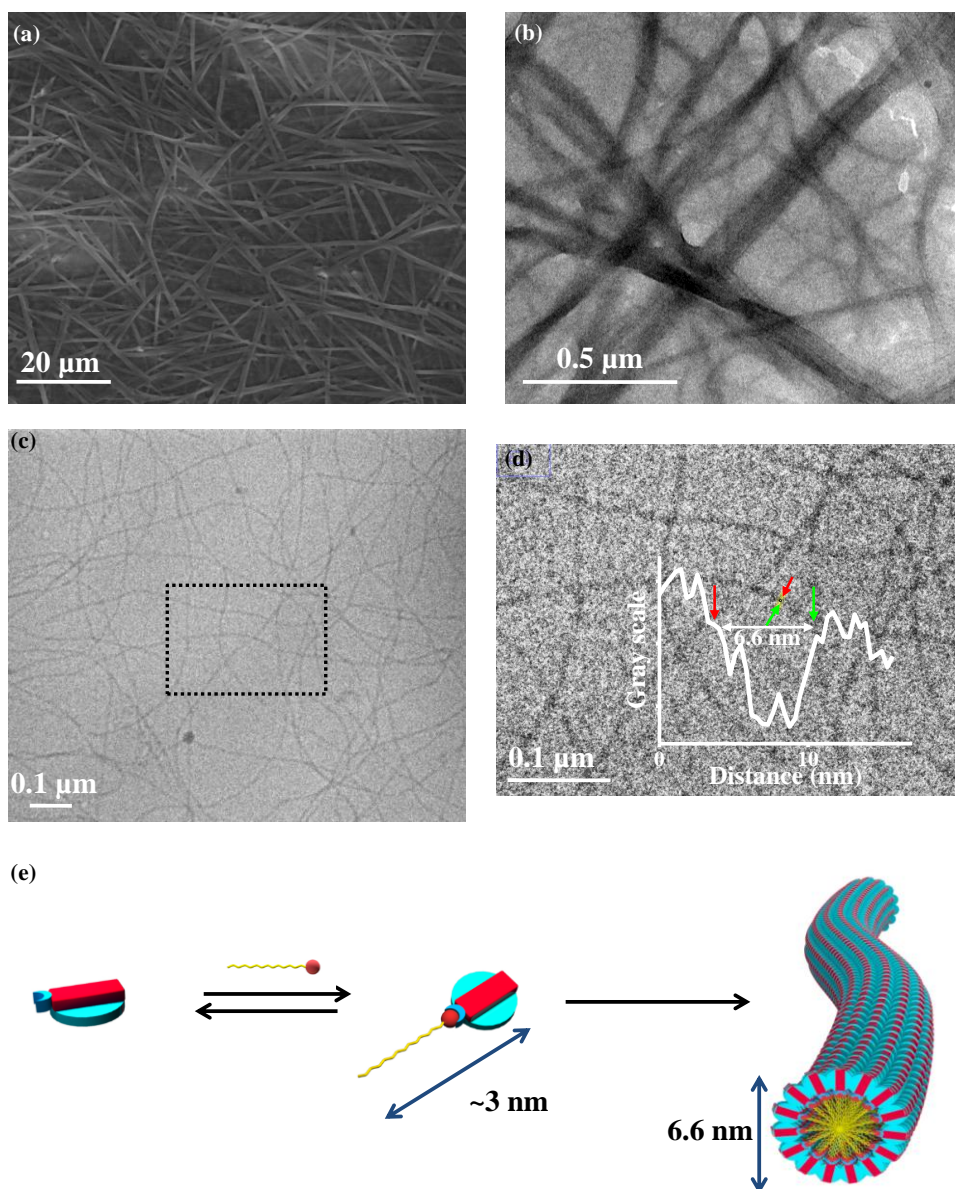 (a)
20 µm
(b)
0.5 µm
(c)
0.1 µm
(d)
Gray scale
6.6 nm
0.1 µm
0
10
Distance (nm)
(e)
~3 nm
6.6 nm